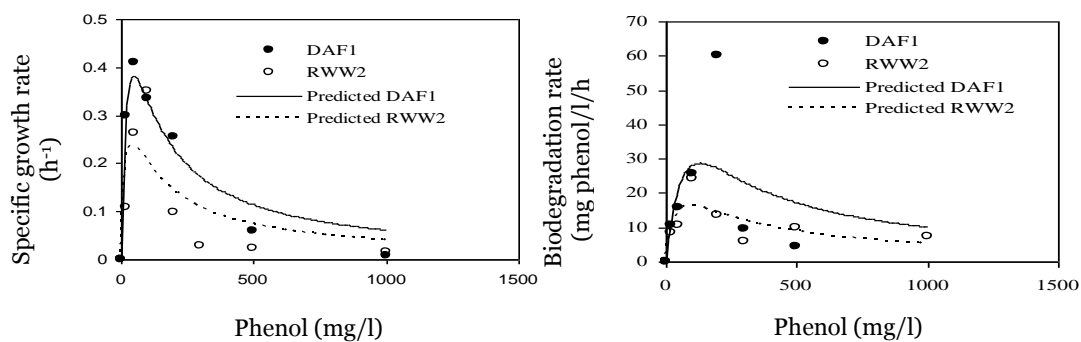 Specific growth rate
(h⁻¹)
0.5
0.4
0.3
0.2
0.1
0
DAF1
RWW2
Predicted DAF1
Predicted RWW2
0
500
1000
1500
Phenol (mg/l)
Biodegradation rate
(mg phenol/l/h
70
60
50
40
30
20
10
0
DAF1
RWW2
Predicted DAF1
Predicted RWW2
0
500
1000
1500
Phenol (mg/l)